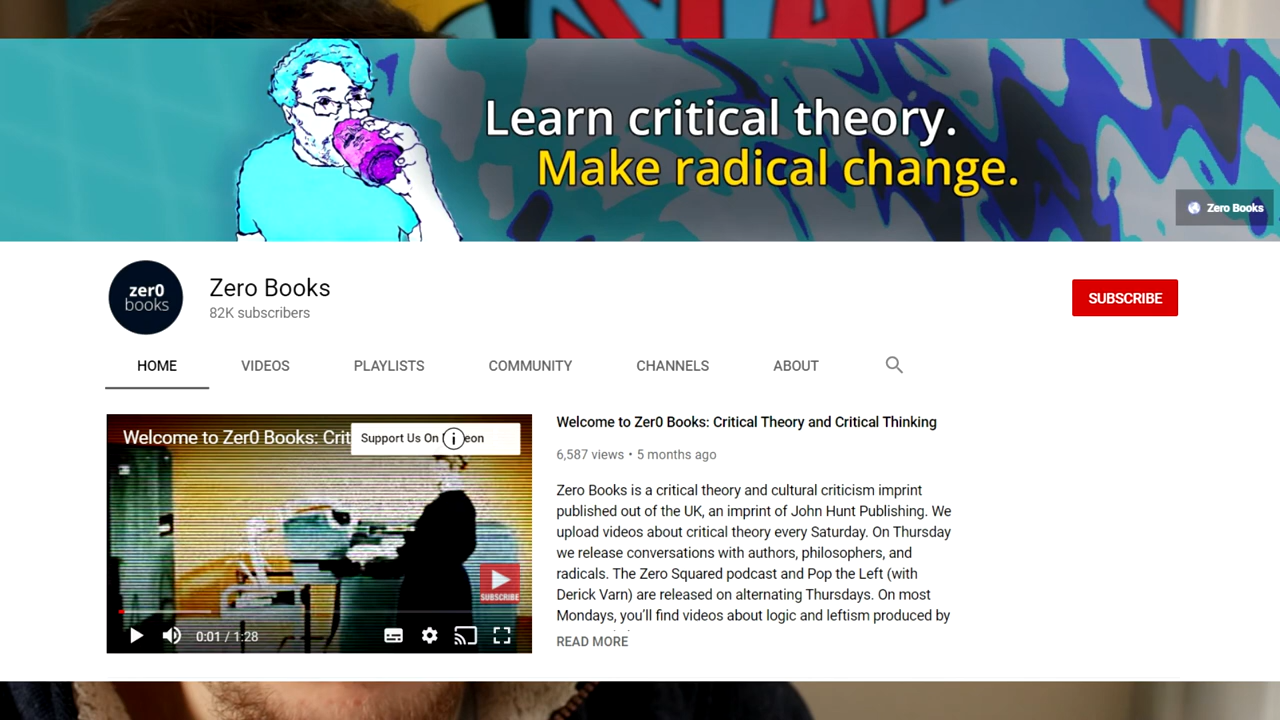 Learn critical theory.
Make radical change.
Zero Books
zer0
books
Zero Books
82K subscribers
SUBSCRIBE
HOME VIDEOS PLAYLISTS COMMUNITY CHANNELS ABOUT
Welcome to Zer0 Books: Crit
Support Us On eon
SUBSCRIBE
0:01 / 1:28
Welcome to Zer0 Books: Critical Theory and Critical Thinking
6,587 views • 5 months ago
Zero Books is a critical theory and cultural criticism imprint
published out of the UK, an imprint of John Hunt Publishing. We
upload videos about critical theory every Saturday. On Thursday
we release conversations with authors, philosophers, and
radicals. The Zero Squared podcast and Pop the Left (with
Derick Varn) are released on alternating Thursdays. On most
Mondays, you'll find videos about logic and leftism produced by
READ MORE